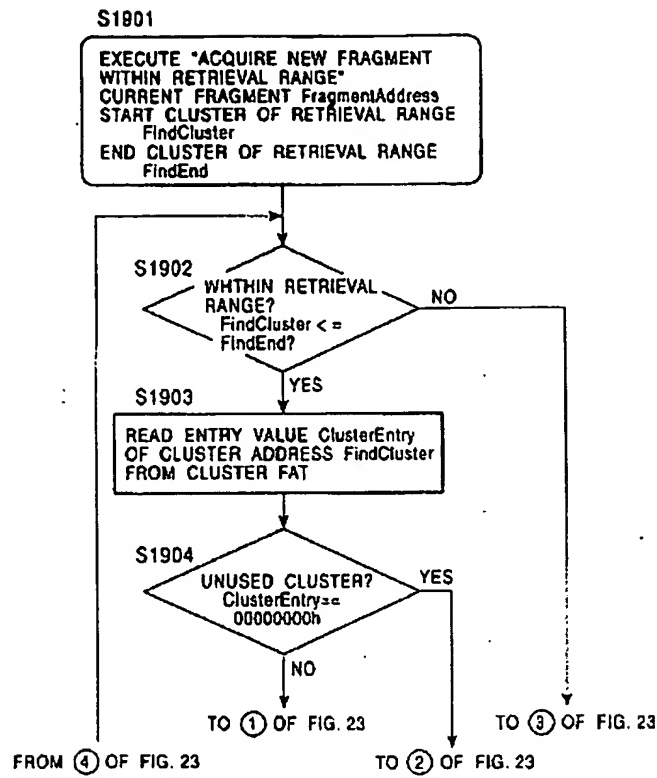 S1901
EXECUTE "ACQUIRE NEW FRAGMENT
WITHIN RETRIEVAL RANGE"
CURRENT FRAGMENT FragmentAddress
START CLUSTER OF RETRIEVAL RANGE
FindCluster
END CLUSTER OF RETRIEVAL RANGE
FindEnd
S1902
WHTHIN RETRIEVAL
RANGE?
FindCluster < =
FindEnd?
NO
YES
S1903
READ ENTRY VALUE ClusterEntry
OF CLUSTER ADDRESS FindCluster
FROM CLUSTER FAT
S1904
UNUSED CLUSTER?
ClusterEntry==
00000000h
YES
NO
TO ① OF FIG. 23
TO ③ OF FIG. 23
FROM ④ OF FIG. 23
TO ② OF FIG. 23